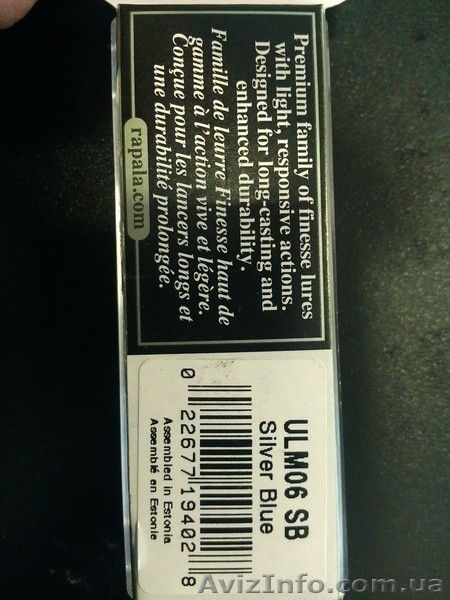 Premium family of finesse lures
with light, responsive actions.
Designed for long-casting and
enhanced durability.
Famille de leurre Finesse haut de
gamme à l'action vive et légère.
Conçue pour les lancers longs et
une durabilité prolongée.
rapala.com
ULM06 SB
Silver Blue
0 22677 19402 8
Assembled in Estonia
Assemblé en Estonie
AvizInfo.com.ua